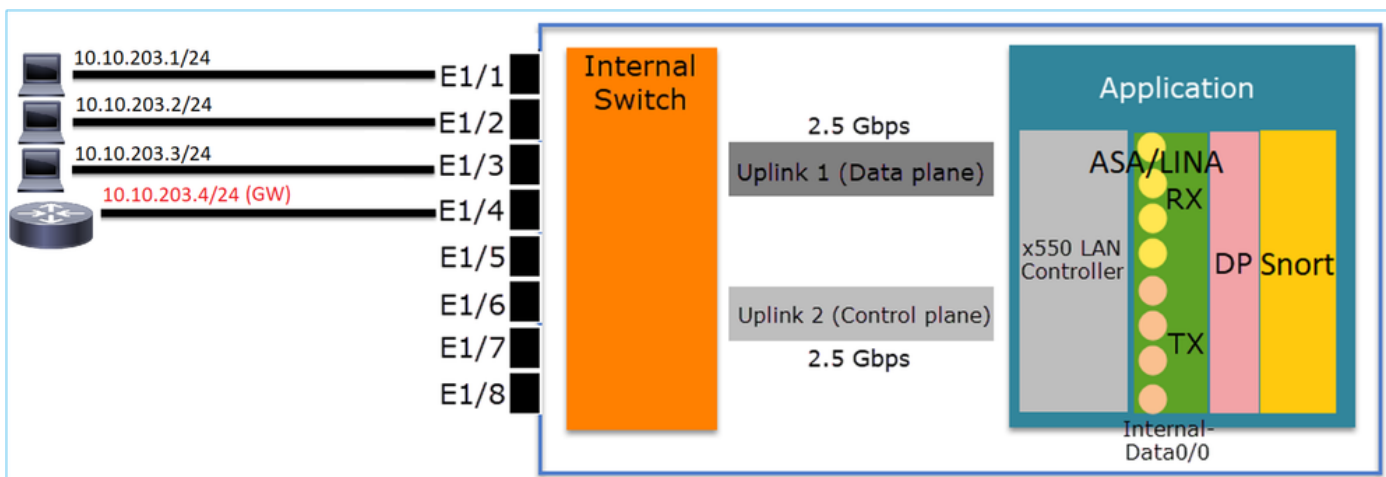 10.10.203.1/24
10.10.203.2/24
10.10.203.3/24
10.10.203.4/24 (GW)
E1/1
E1/2
E1/3
E1/4
E1/5
E1/6
E1/7
E1/8
Internal
Switch
2.5 Gbps
Uplink 1 (Data plane)
Uplink 2 (Control plane)
2.5 Gbps
Application
x550 LAN
Controller
ASA/LINA
RX
TX
DP
Snort
Internal-
Data0/0